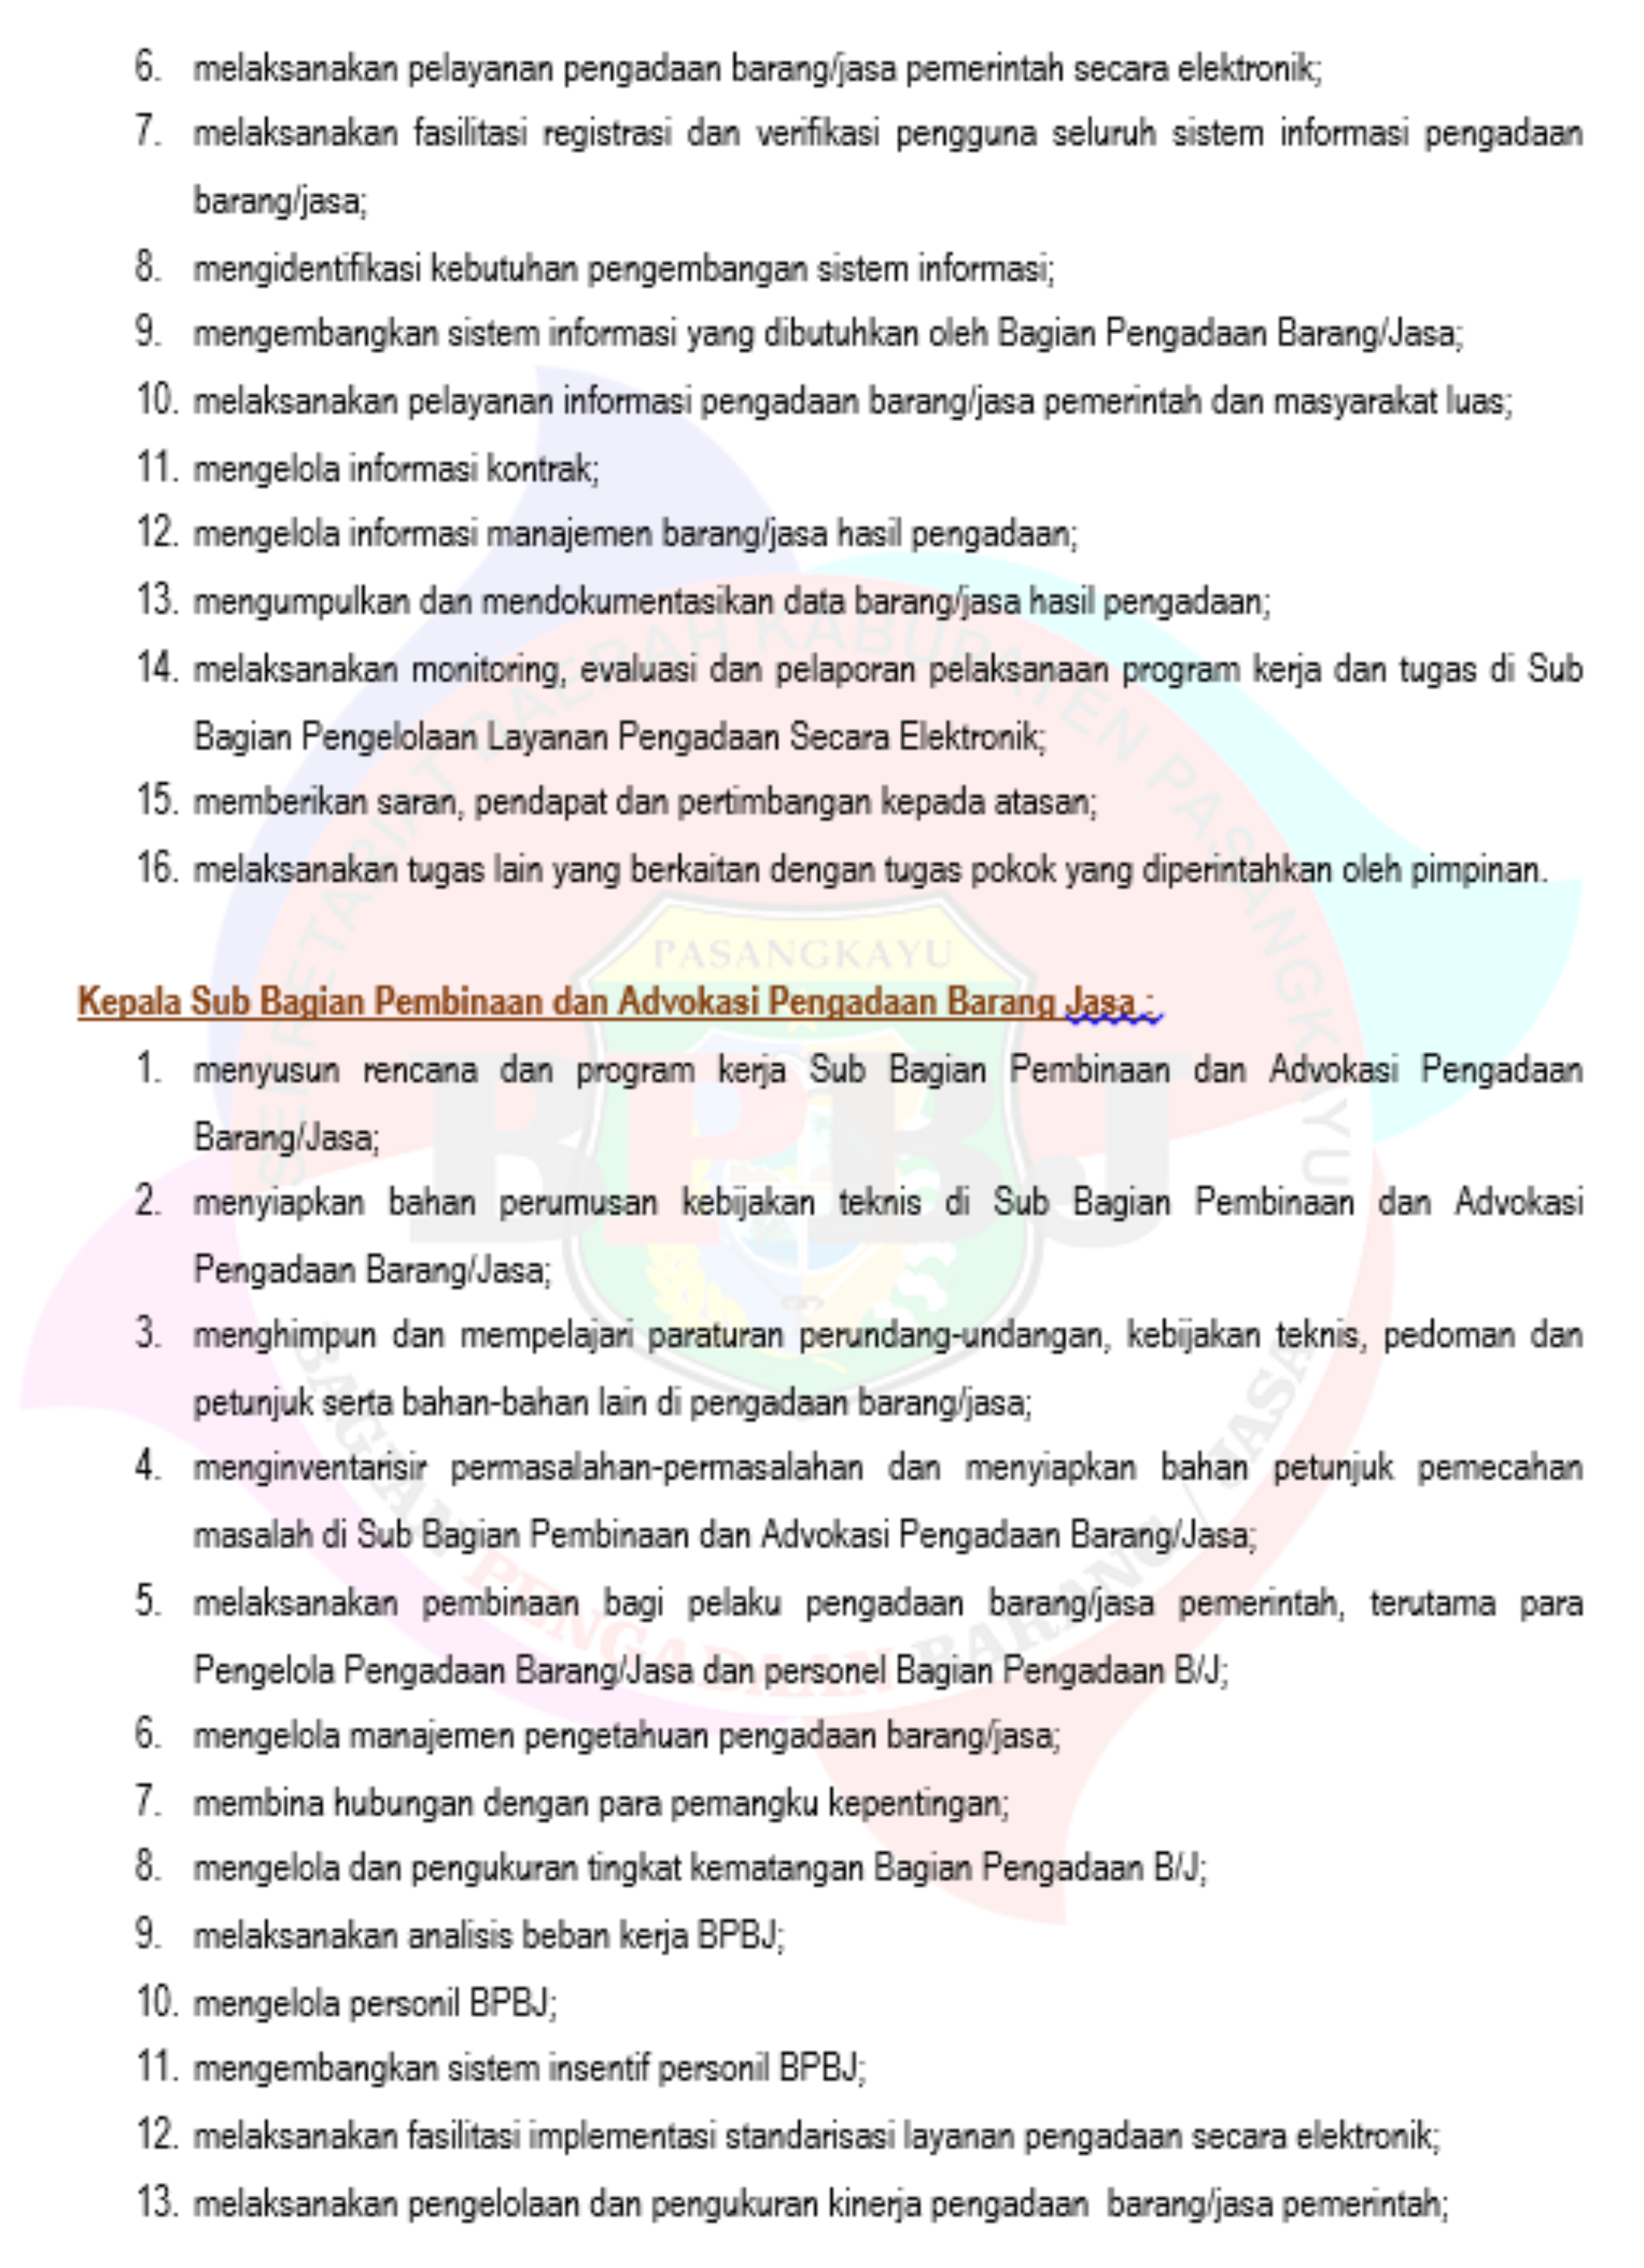 6. melaksanakan pelayanan pengadaan barang/jasa pemerintah secara elektronik;
7. melaksanakan fasilitasi registrasi dan verifikasi pengguna seluruh sistem informasi pengadaan
barang/jasa;
8. mengidentifikasi kebutuhan pengembangan sistem informasi;
9. mengembangkan sistem informasi yang dibutuhkan oleh Bagian Pengadaan Barang/Jasa;
10. melaksanakan pelayanan informasi pengadaan barang/jasa pemerintah dan masyarakat luas;
11. mengelola informasi kontrak;
12. mengelola informasi manajemen barang/jasa hasil pengadaan;
13. mengumpulkan dan mendokumentasikan data barang/jasa hasil pengadaan;
14. melaksanakan monitoring, evaluasi dan pelaporan pelaksanaan program kerja dan tugas di Sub
Bagian Pengelolaan Layanan Pengadaan Secara Elektronik;
15. memberikan saran, pendapat dan pertimbangan kepada atasan;
16. melaksanakan tugas lain yang berkaitan dengan tugas pokok yang diperintahkan oleh pimpinan.
SEKRETARIAT DAERAH KABUPATEN PASANGKAYU
PASANGKAYU
BPBJ
BAGIAN PENGADAAN BARANG / JASA
Kepala Sub Bagian Pembinaan dan Advokasi Pengadaan Barang Jasa :
1. menyusun rencana dan program kerja Sub Bagian Pembinaan dan Advokasi Pengadaan
Barang/Jasa;
2. menyiapkan bahan perumusan kebijakan teknis di Sub Bagian Pembinaan dan Advokasi
Pengadaan Barang/Jasa;
3. menghimpun dan mempelajari paraturan perundang-undangan, kebijakan teknis, pedoman dan
petunjuk serta bahan-bahan lain di pengadaan barang/jasa;
4. menginventarisir permasalahan-permasalahan dan menyiapkan bahan petunjuk pemecahan
masalah di Sub Bagian Pembinaan dan Advokasi Pengadaan Barang/Jasa;
5. melaksanakan pembinaan bagi pelaku pengadaan barang/jasa pemerintah, terutama para
Pengelola Pengadaan Barang/Jasa dan personel Bagian Pengadaan B/J;
6. mengelola manajemen pengetahuan pengadaan barang/jasa;
7. membina hubungan dengan para pemangku kepentingan;
8. mengelola dan pengukuran tingkat kematangan Bagian Pengadaan B/J;
9. melaksanakan analisis beban kerja BPBJ;
10. mengelola personil BPBJ;
11. mengembangkan sistem insentif personil BPBJ;
12. melaksanakan fasilitasi implementasi standarisasi layanan pengadaan secara elektronik;
13. melaksanakan pengelolaan dan pengukuran kinerja pengadaan  barang/jasa pemerintah;